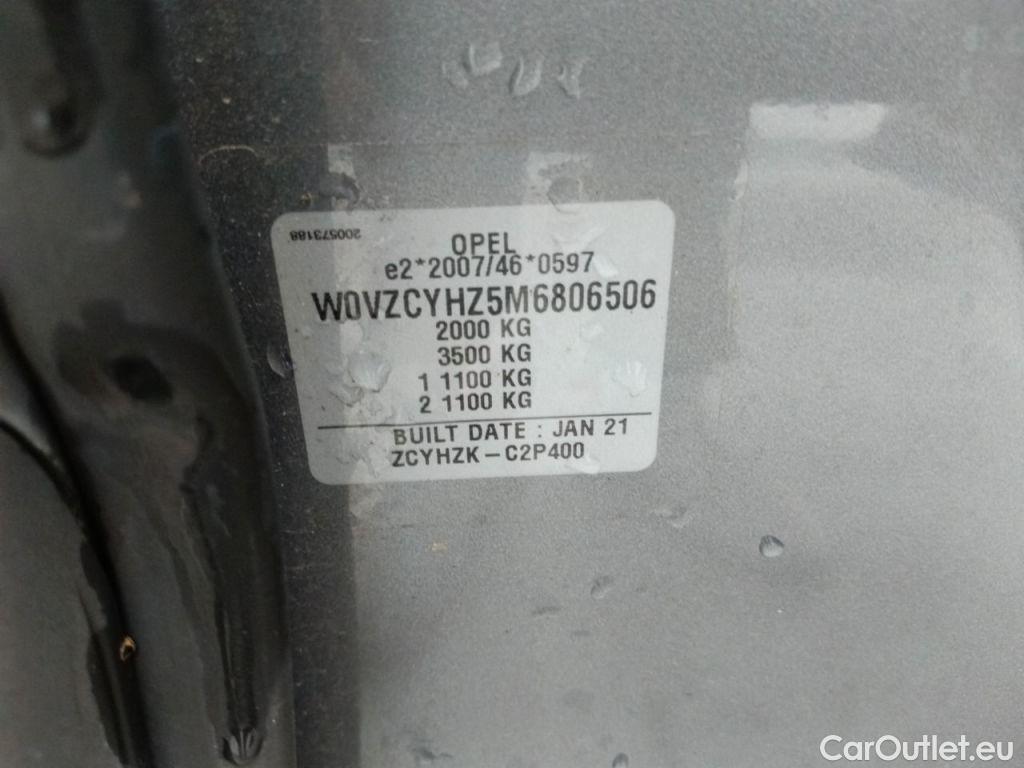 200573188
OPEL
e2*2007/46*0597
W0VZCYHZ5M6806506
2000 KG
3500 KG
1 1100 KG
2 1100 KG
BUILT DATE : JAN 21
ZCYHZK – C2P400
CarOutlet.eu